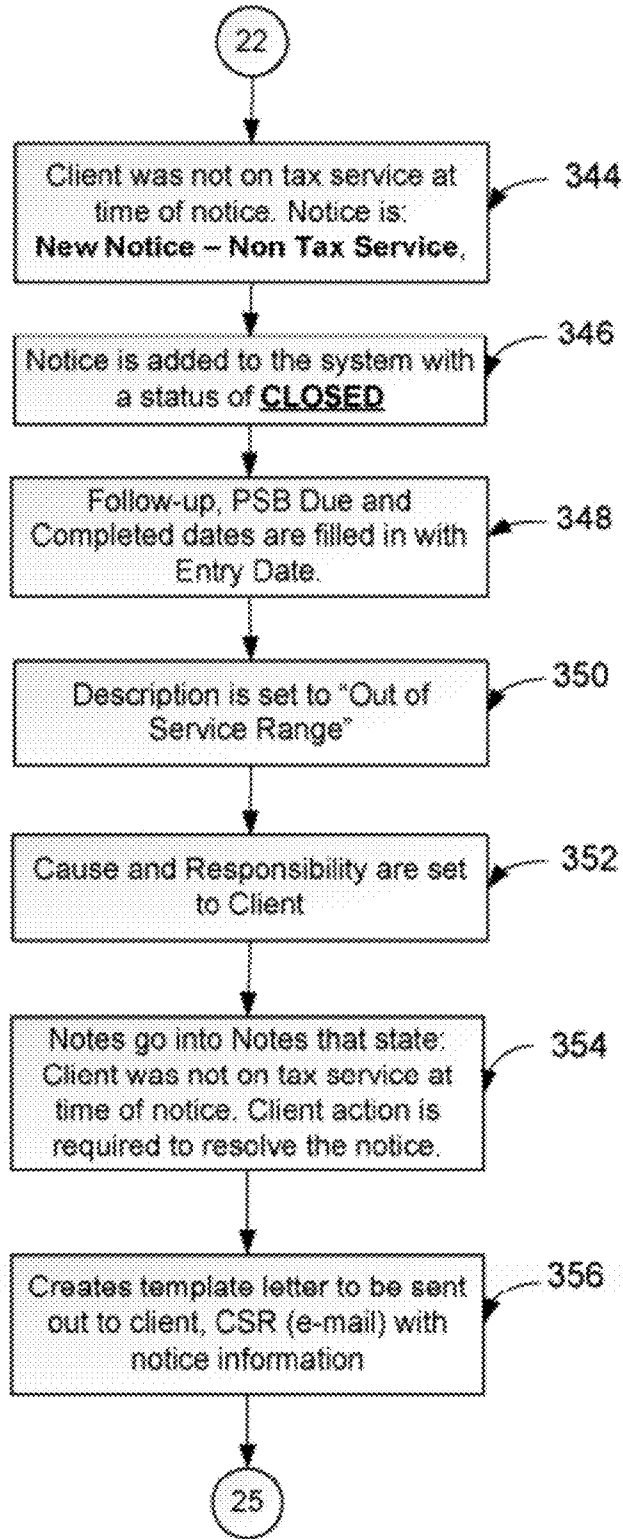 22
Client was not on tax service at
time of notice. Notice is:
New Notice – Non Tax Service,
344
Notice is added to the system with
a status of CLOSED
346
Follow-up, PSB Due and
Completed dates are filled in with
Entry Date.
348
Description is set to “Out of
Service Range”
350
Cause and Responsibility are set
to Client
352
Notes go into Notes that state:
Client was not on tax service at
time of notice. Client action is
required to resolve the notice.
354
Creates template letter to be sent
out to client, CSR (e-mail) with
notice information
356
25